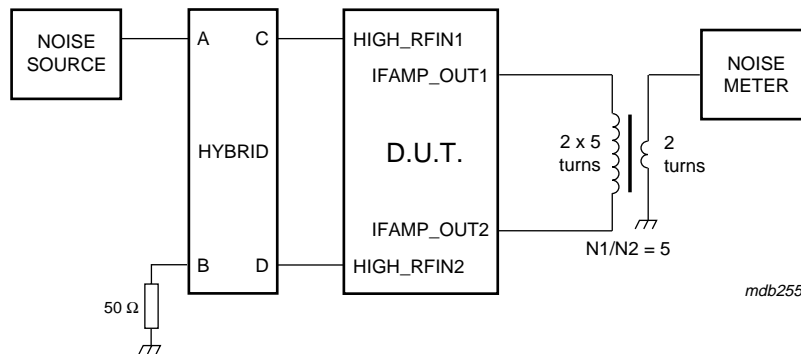 NOISE
SOURCE
A
C
HIGH_RFIN1
NOISE
METER
IFAMP_OUT1
HYBRID
D.U.T.
2 x 5
turns
2
turns
IFAMP_OUT2
N1/N2 = 5
B
D
HIGH_RFIN2
50 Ω
mdb255